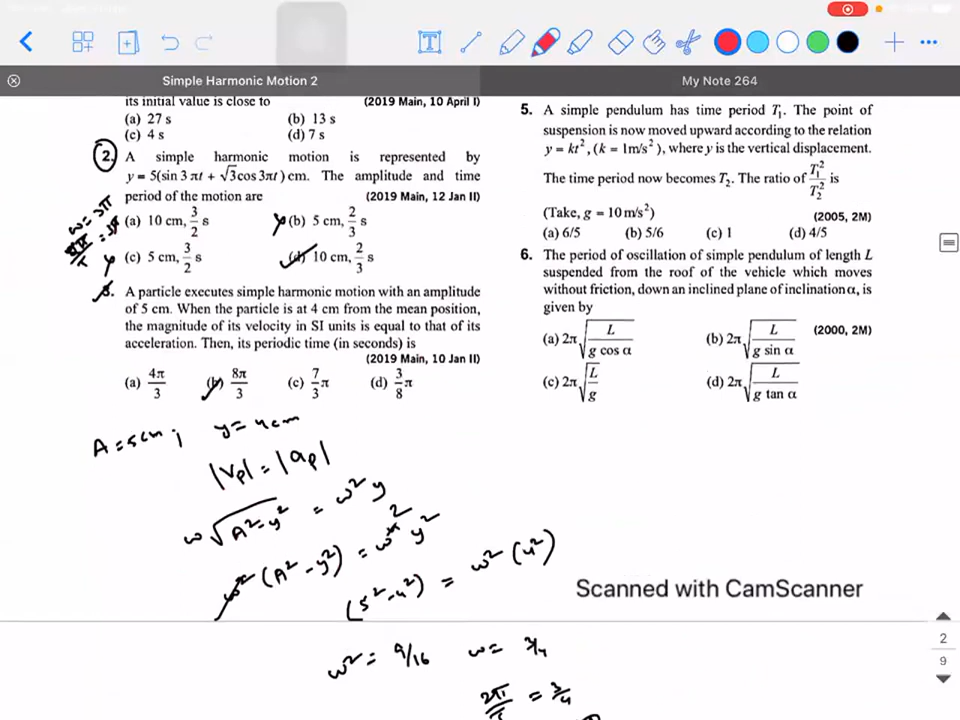 T
Simple Harmonic Motion 2
My Note 264
its initial value is close to (2019 Main, 10 April I)
(a) 27 s (b) 13 s
(c) 4 s (d) 7 s
2. A simple harmonic motion is represented by
y = 5(sin 3 πt + √3 cos 3πt) cm. The amplitude and time
period of the motion are (2019 Main, 12 Jan II)
(a) 10 cm, 3/2 s (b) 5 cm, 2/3 s
(c) 5 cm, 3/2 s (d) 10 cm, 2/3 s
ω = 3π
3. A particle executes simple harmonic motion with an amplitude
of 5 cm. When the particle is at 4 cm from the mean position,
the magnitude of its velocity in SI units is equal to that of its
acceleration. Then, its periodic time (in seconds) is
(2019 Main, 10 Jan II)
(a) 4π/3 (b) 8π/3 (c) 7/3 π (d) 3/8 π
A = 5cm ; y = 4cm
|Vp| = |ap|
ω √A²-y² = ω² y
ω² (A² - y²) = ω⁴ y²
(5² - 4²) = ω² (4²)
ω² = 9/16 ω = 3/4
= 3/4
5. A simple pendulum has time period T₁. The point of
suspension is now moved upward according to the relation
y = kt², (k = 1m/s²), where y is the vertical displacement.
The time period now becomes T₂. The ratio of T₁²/T₂² is
(Take, g = 10 m/s²) (2005, 2M)
(a) 6/5 (b) 5/6 (c) 1 (d) 4/5
6. The period of oscillation of simple pendulum of length L
suspended from the roof of the vehicle which moves
without friction, down an inclined plane of inclination α, is
given by (2000, 2M)
(a) 2π √(L/(g cos α)) (b) 2π √(L/(g sin α))
(c) 2π √(L/g) (d) 2π √(L/(g tan α))
Scanned with CamScanner
2
9